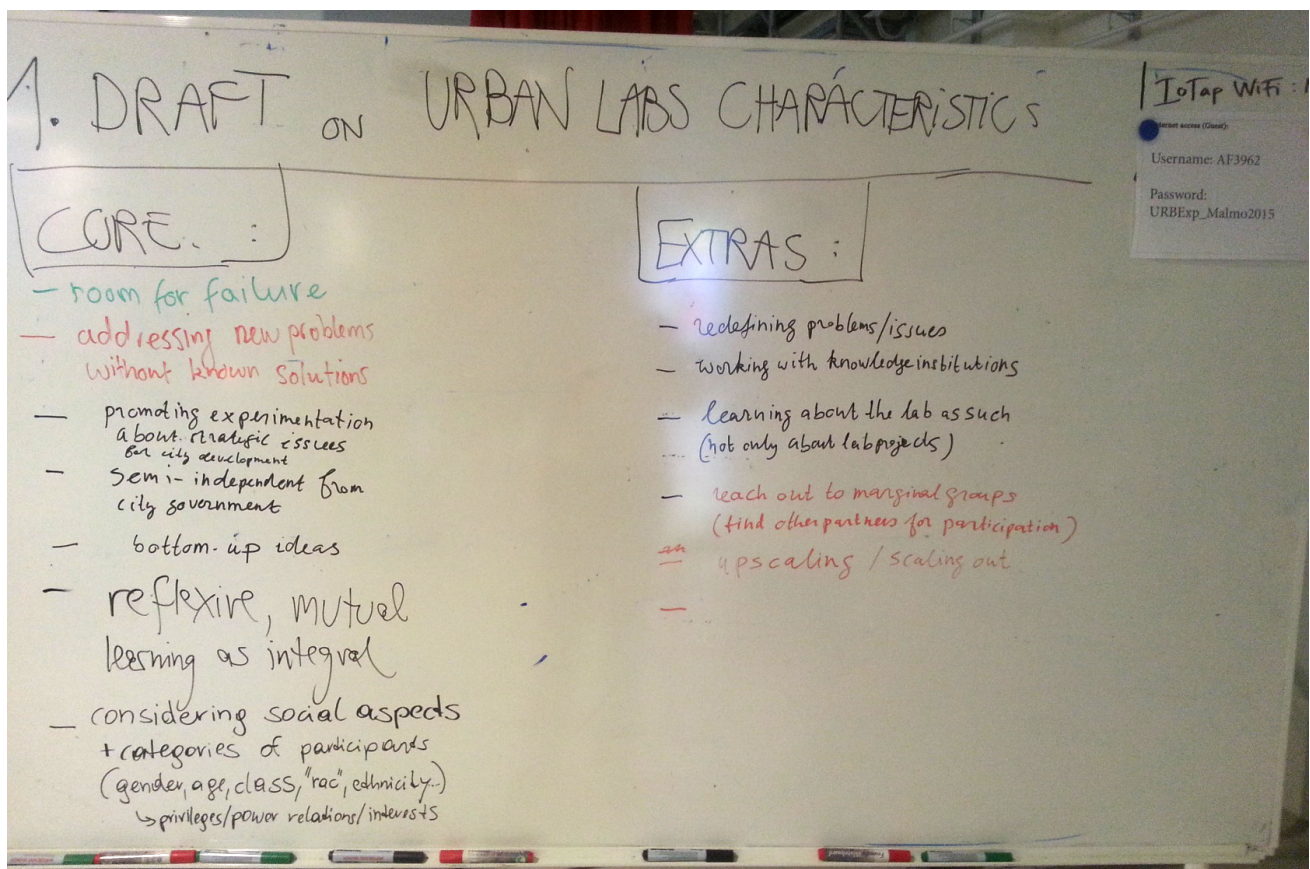 1. DRAFT ON URBAN LABS CHARACTERISTICS
CORE. :
- room for failure
- addressing new problems
without known solutions
- promoting experimentation
about strategic issues
for city development
- semi-independent from
city government
- bottom-up ideas
- reflexive, mutual
learning as integral
- considering social aspects
+ categories of participants
(gender, age, class, "rac", ethnicity..)
↳ privileges/power relations/interests
EXTRAS :
- redefining problems/issues
- working with knowledge institutions
- learning about the lab as such
(not only about lab projects)
- reach out to marginal groups
(find other partners for participation)
upscaling / scaling out
-
IoTap WiFi :
Internet access (Guest):
Username: AF3962
Password:
URBExp_Malmo2015